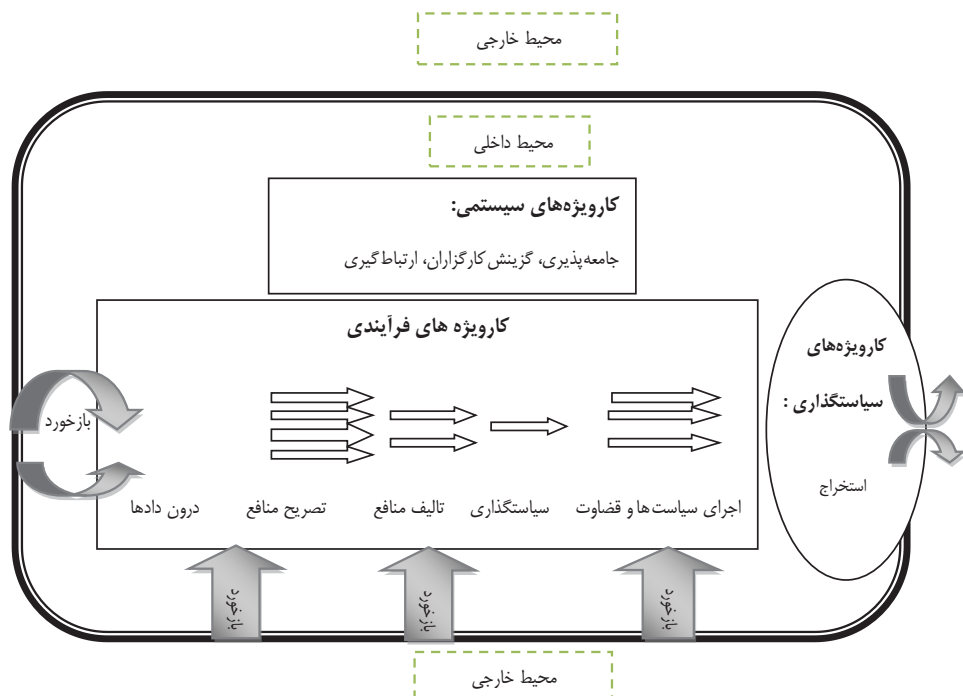 محیط خارجی
محیط داخلی
کارویژه‌های سیستمی:
جامعه‌پذیری، گزینش کارگزاران، ارتباط‌گیری
کارویژه های فرآیندی
کارویژه‌های
سیاستگذاری :
استخراج
بازخورد
درون دادها
تصریح منافع
تالیف منافع
سیاستگذاری
اجرای سیاست‌ها و قضاوت
بازخورد
بازخورد
بازخورد
محیط خارجی